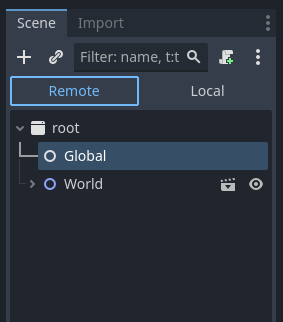 Scene Import
Filter: name, t:t
Remote Local
root
Global
World